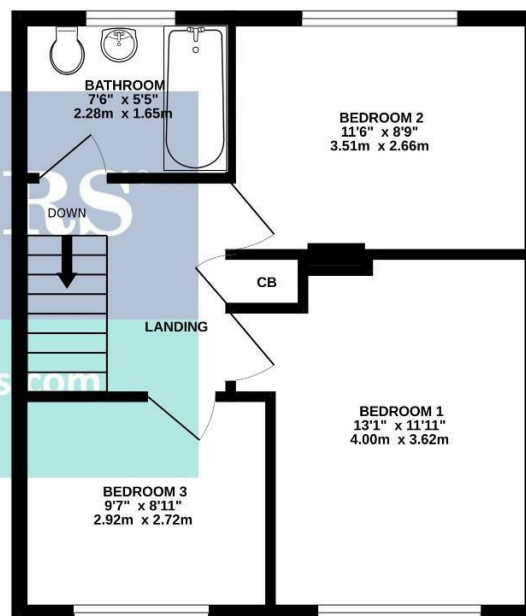 BATHROOM
7'6" x 5'5"
2.28m x 1.65m
BEDROOM 2
11'6" x 8'9"
3.51m x 2.66m
RS
DOWN
CB
LANDING
s.com
BEDROOM 1
13'1" x 11'11"
4.00m x 3.62m
BEDROOM 3
9'7" x 8'11"
2.92m x 2.72m